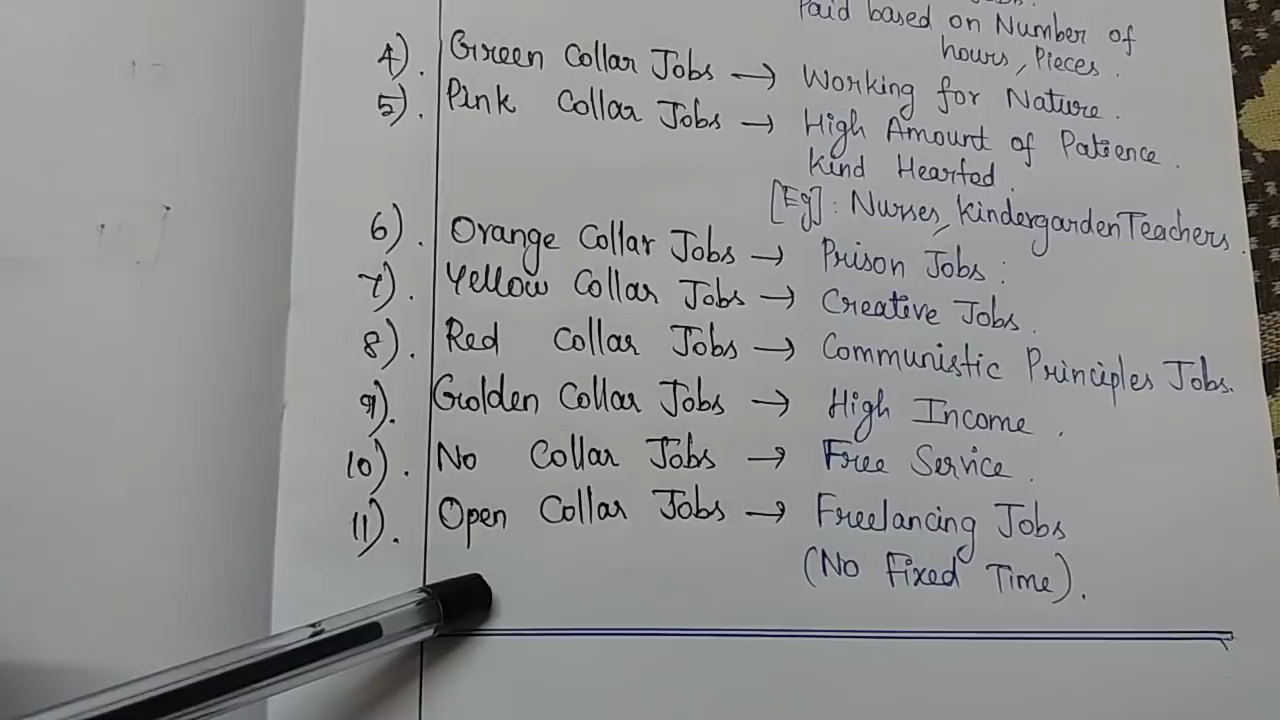 Paid based on Number of
hours, Pieces.
4). Green Collar Jobs → Working for Nature.
5). Pink Collar Jobs → High Amount of Patience.
Kind Hearted.
[Eg]: Nurses, KindergardenTeachers.
6). Orange Collar Jobs → Prison Jobs.
7). Yellow Collar Jobs → Creative Jobs.
8). Red Collar Jobs → Communistic Principles Jobs.
9). Golden Collar Jobs → High Income.
10). No Collar Jobs → Free Service.
11). Open Collar Jobs → Freelancing Jobs
(No Fixed Time).